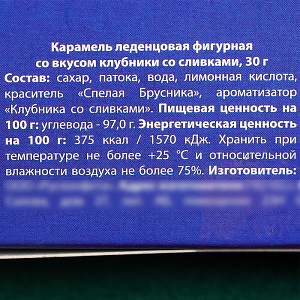 Карамель леденцовая фигурная
со вкусом клубники со сливками, 30 г
Состав: сахар, патока, вода, лимонная кислота,
краситель «Спелая Брусника», ароматизатор
«Клубника со сливками». Пищевая ценность на
100 г: углевода - 97,0 г. Энергетическая ценность
на 100 г: 375 ккал / 1570 кДж. Хранить при
температуре не более +25 °С и относительной
влажности воздуха не более 75%. Изготовитель: